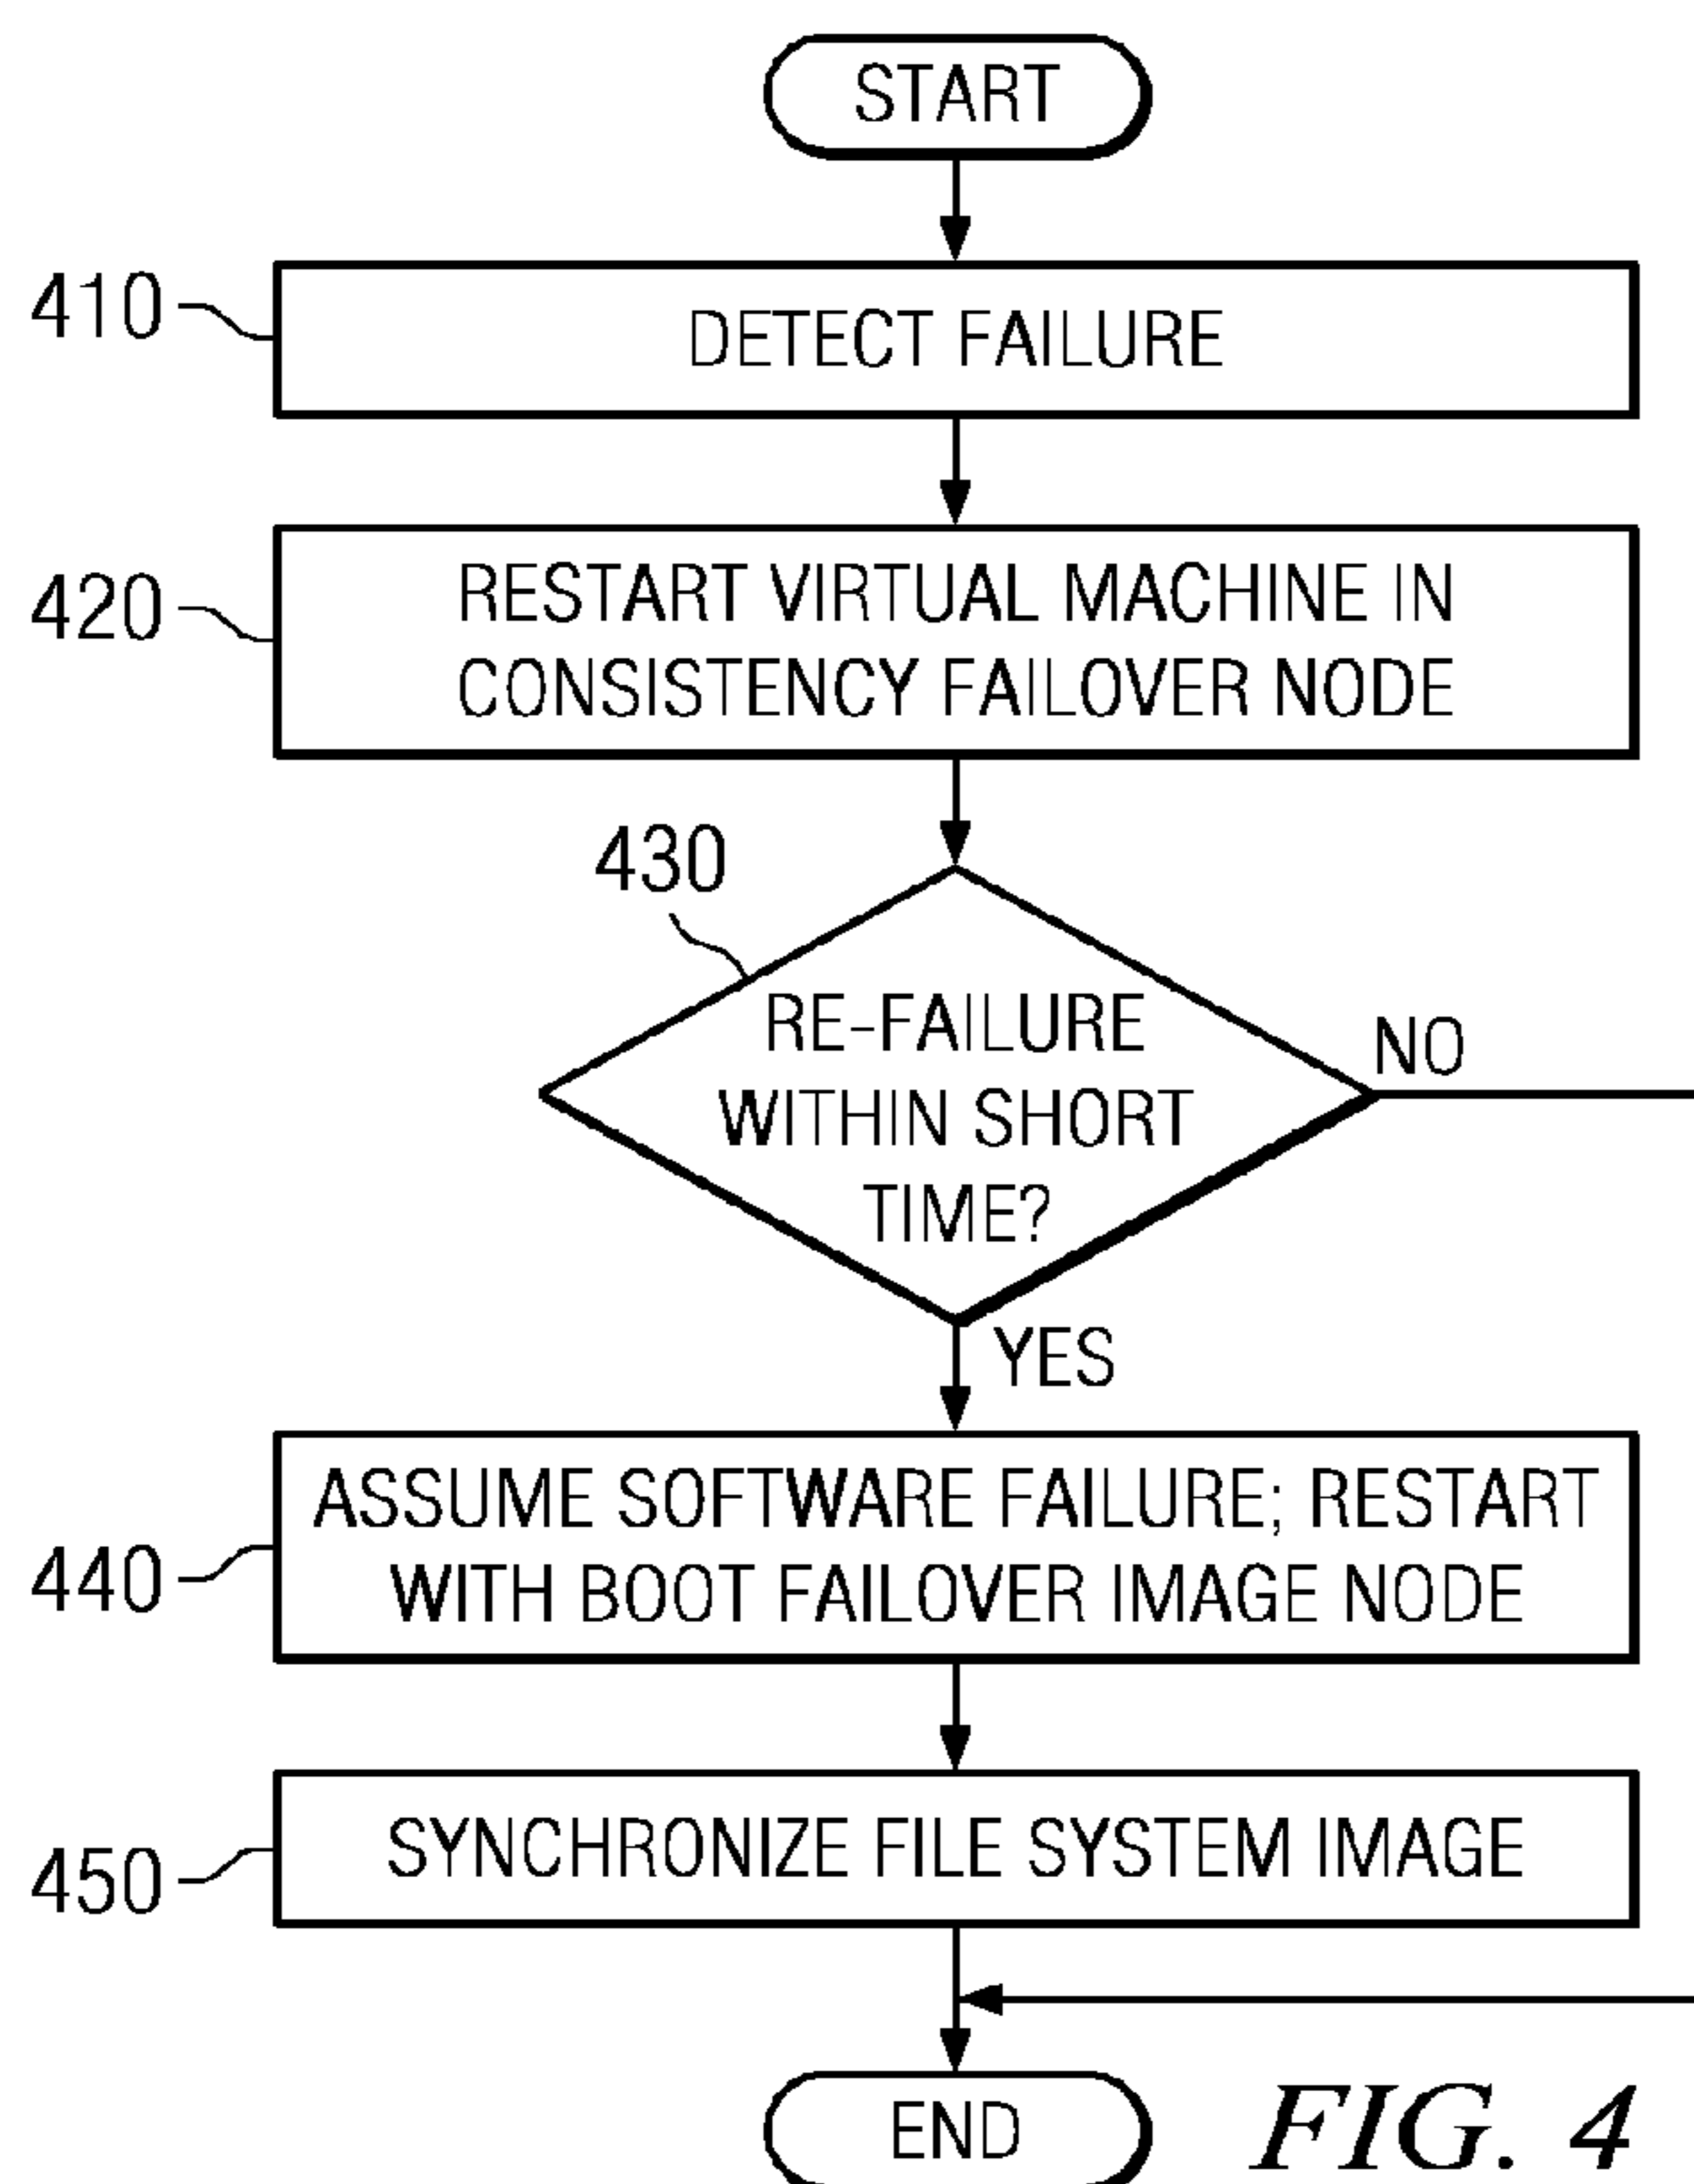 START
410
DETECT FAILURE
420
RESTART VIRTUAL MACHINE IN
CONSISTENCY FAILOVER NODE
430
RE-FAILURE
WITHIN SHORT
TIME?
NO
YES
440
ASSUME SOFTWARE FAILURE; RESTART
WITH BOOT FAILOVER IMAGE NODE
450
SYNCHRONIZE FILE SYSTEM IMAGE
END
FIG. 4